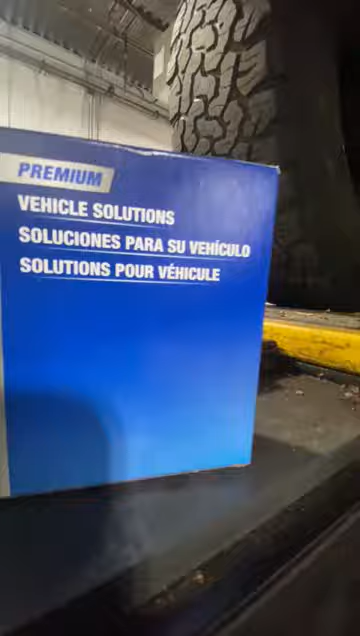 PREMIUM
VEHICLE SOLUTIONS
SOLUCIONES PARA SU VEHÍCULO
SOLUTIONS POUR VÉHICULE